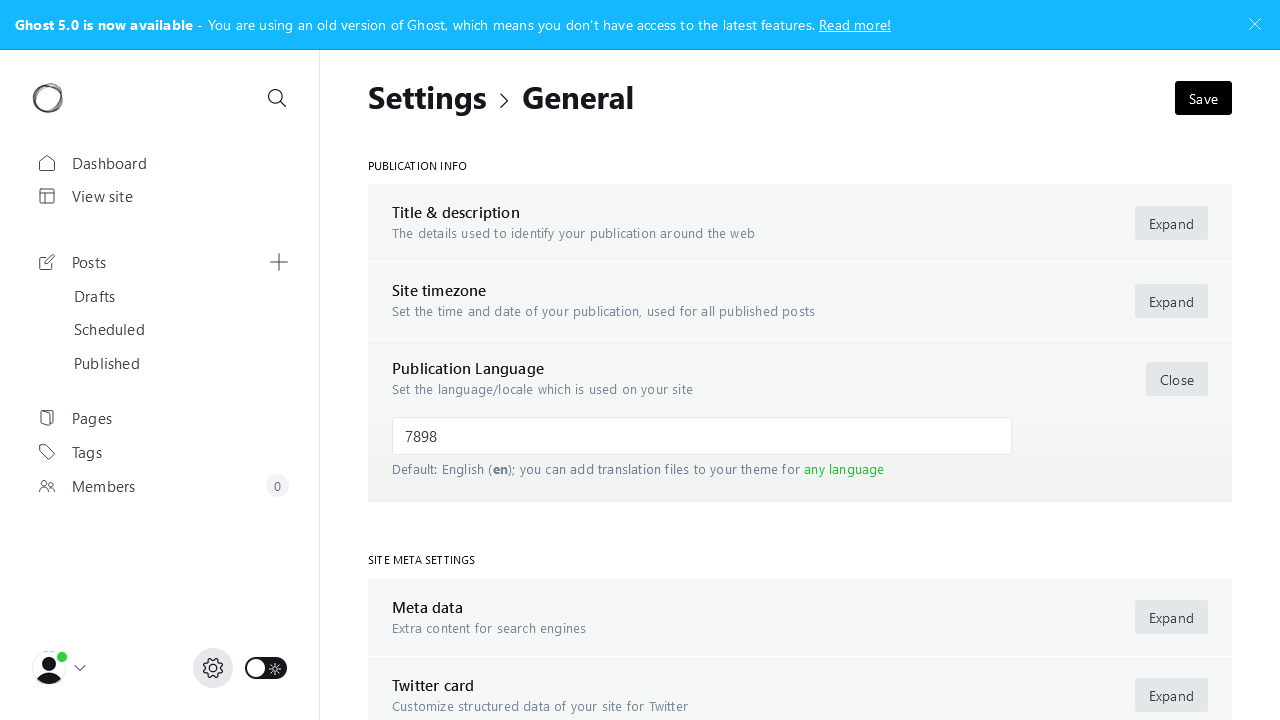 Ghost 5.0 is now available - You are using an old version of Ghost, which means you don't have access to the latest features. Read more!
Settings > General
Save
Dashboard
View site
Posts
Drafts
Scheduled
Published
Pages
Tags
Members
0
PUBLICATION INFO
Title & description
The details used to identify your publication around the web
Expand
Site timezone
Set the time and date of your publication, used for all published posts
Expand
Publication Language
Set the language/locale which is used on your site
Close
7898
Default: English (en); you can add translation files to your theme for any language
SITE META SETTINGS
Meta data
Extra content for search engines
Expand
Twitter card
Customize structured data of your site for Twitter
Expand